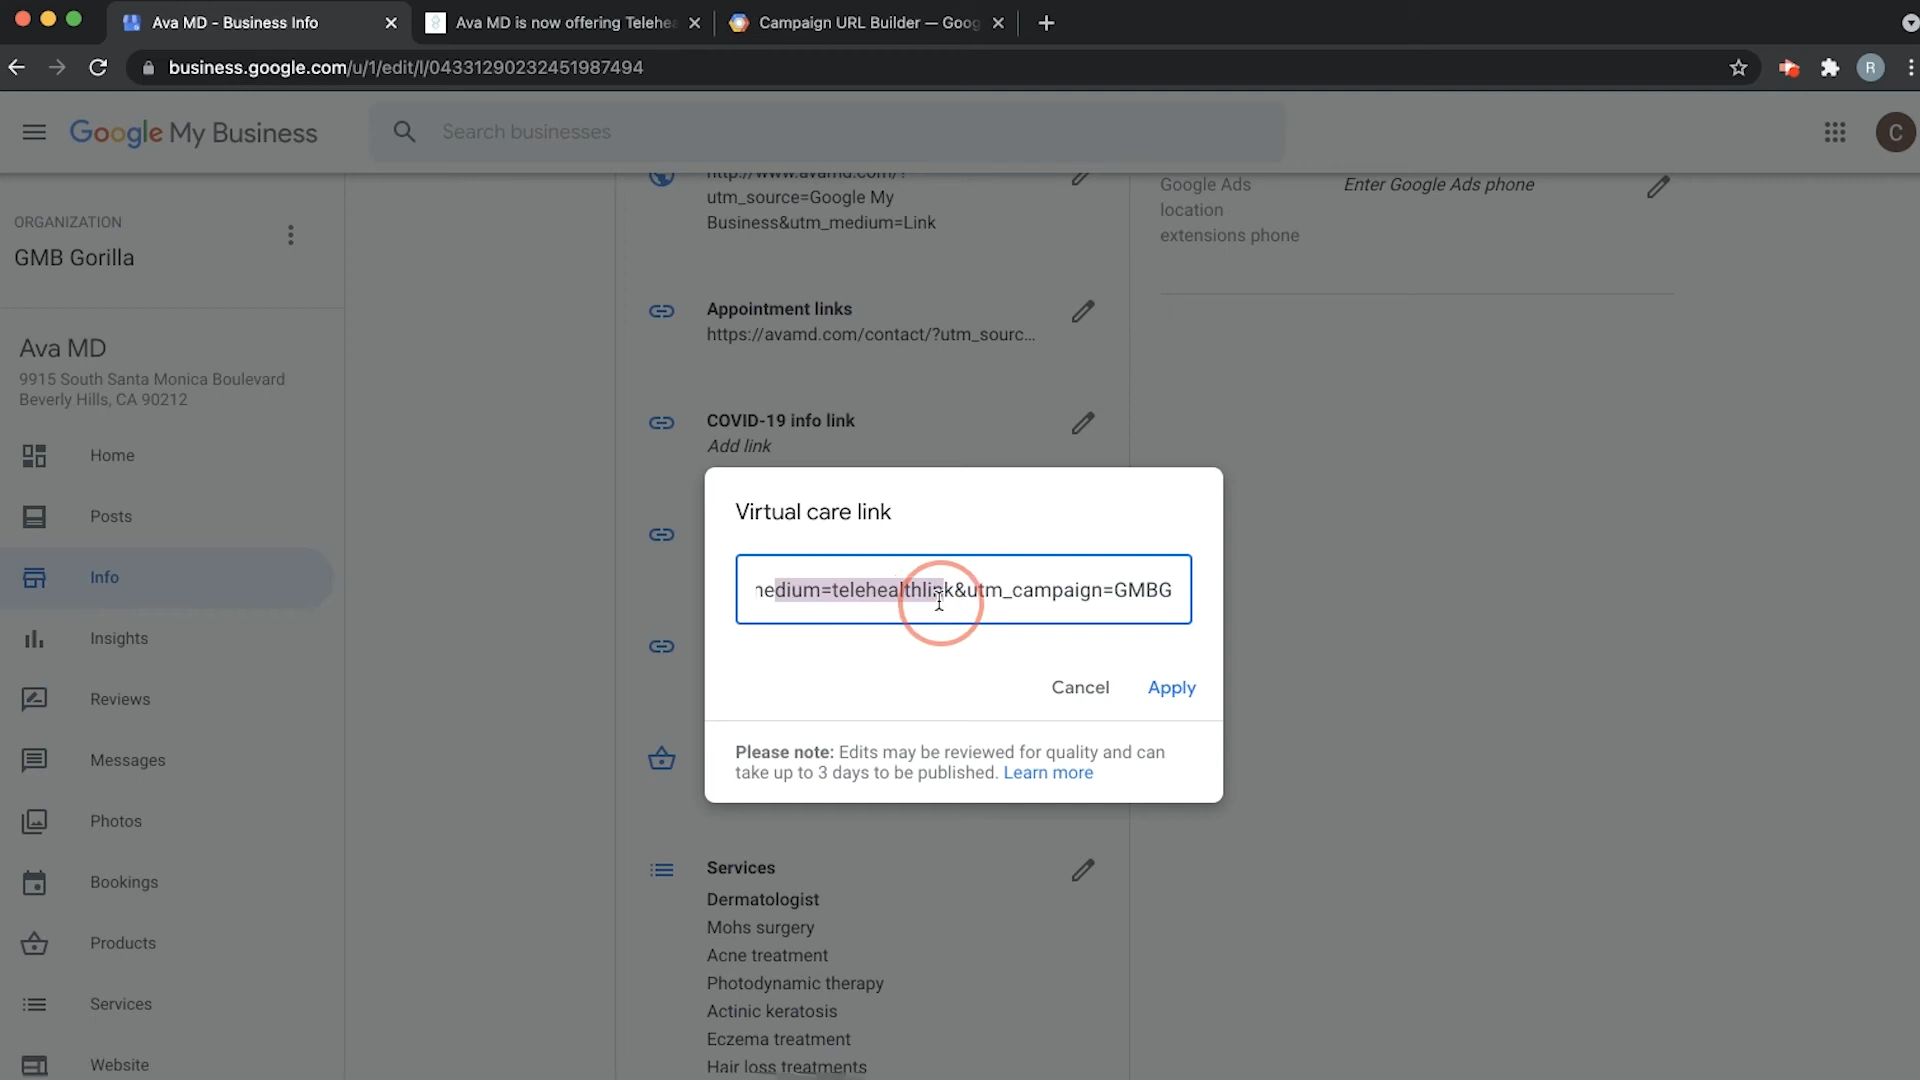 Ava MD - Business Info
Ava MD is now offering Telehea
Campaign URL Builder — Goog
business.google.com/u/1/edit/l/04331290232451987494
R
Google My Business
Search businesses
C
ORGANIZATION
GMB Gorilla
Ava MD
9915 South Santa Monica Boulevard
Beverly Hills, CA 90212
Home
Posts
Info
Insights
Reviews
Messages
Photos
Bookings
Products
Services
Website
http://www.avamd.com/?
utm_source=Google My
Business&utm_medium=Link
Appointment links
https://avamd.com/contact/?utm_sourc...
COVID-19 info link
Add link
Virtual care link
nedium=telehealthlink&utm_campaign=GMBG
Cancel
Apply
Please note: Edits may be reviewed for quality and can
take up to 3 days to be published. Learn more
Services
Dermatologist
Mohs surgery
Acne treatment
Photodynamic therapy
Actinic keratosis
Eczema treatment
Hair loss treatments
Google Ads
location
extensions phone
Enter Google Ads phone